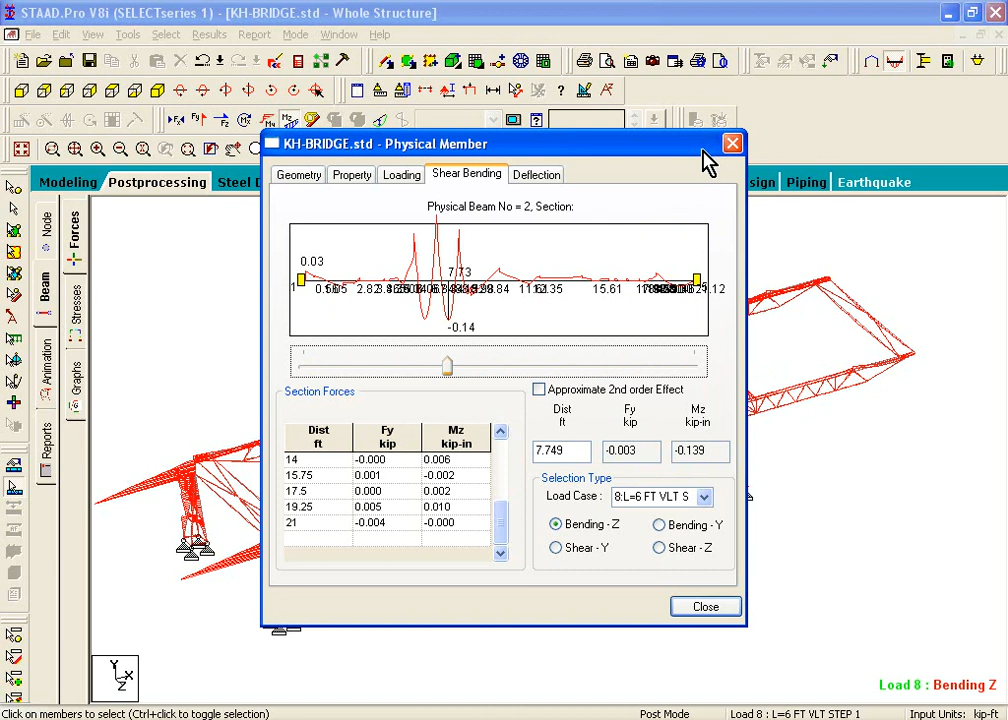 STAAD.Pro V8i (SELECTseries 1) - [KH-BRIDGE.std - Whole Structure]
File Edit View Tools Select Results Report Mode Window Help
Modeling Postprocessing Steel D sign Piping Earthquake
Node
Beam
Animation
Reports
Forces
Stresses
Graphs
KH-BRIDGE.std - Physical Member
Geometry Property Loading Shear Bending Deflection
Physical Beam No = 2, Section:
0.03
7.73
1
2.82
11.61
15.61
-0.14
Section Forces
Dist ft Fy kip Mz kip-in
14 -0.000 0.006
15.75 0.001 -0.002
17.5 0.000 0.002
19.25 0.005 0.010
21 -0.004 -0.000
Approximate 2nd order Effect
Dist ft Fy kip Mz kip-in
7.749 -0.003 -0.139
Selection Type
Load Case : 8:L=6 FT VLT S
Bending -Z Bending -Y
Shear -Y Shear -Z
Close
Y
X
Z
Load 8 : Bending Z
Click on members to select (Ctrl+click to toggle selection) Post Mode Load 8 : L=6 FT VLT STEP 1 Input Units: kip-ft